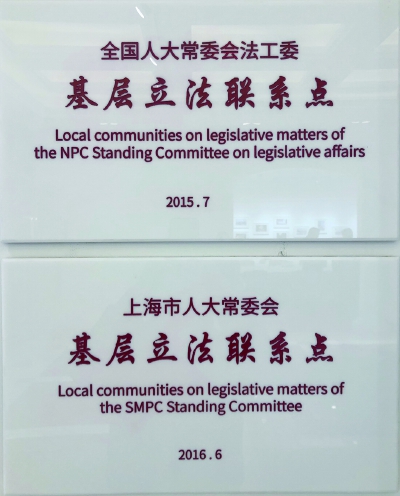 全国人大常委会法工委
基层立法联系点
Local communities on legislative matters of
the NPC Standing Committee on legislative affairs
2015.7
上海市人大常委会
基层立法联系点
Local communities on legislative matters of
the SMPC Standing Committee
2016.6